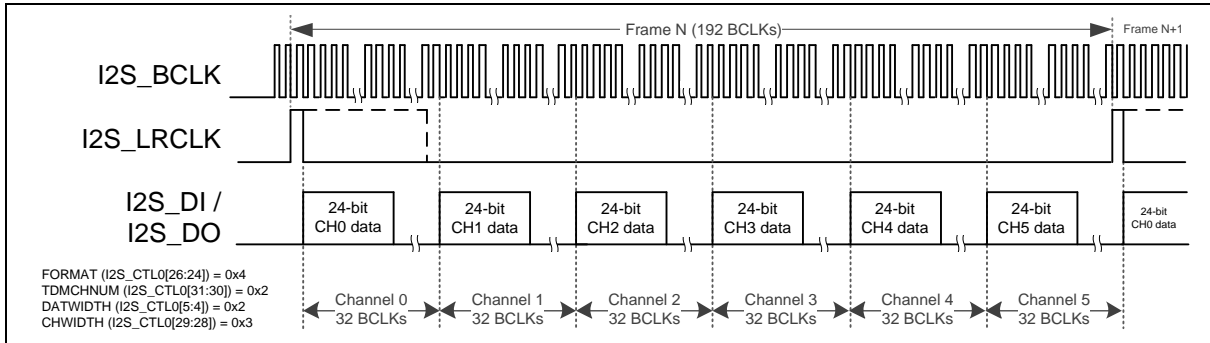 Frame N (192 BCLKs)
Frame N+1
I2S_BCLK
I2S_LRCLK
I2S_DI /
I2S_DO
24-bit
CH0 data
24-bit
CH1 data
24-bit
CH2 data
24-bit
CH3 data
24-bit
CH4 data
24-bit
CH5 data
24-bit
CH0 data
FORMAT (I2S_CTL0[26:24]) = 0x4
TDMCHNUM (I2S_CTL0[31:30]) = 0x2
DATWIDTH (I2S_CTL0[5:4]) = 0x2
CHWIDTH (I2S_CTL0[29:28]) = 0x3
Channel 0
32 BCLKs
Channel 1
32 BCLKs
Channel 2
32 BCLKs
Channel 3
32 BCLKs
Channel 4
32 BCLKs
Channel 5
32 BCLKs